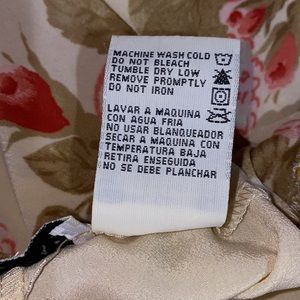 MACHINE WASH COLD
DO NOT BLEACH
TUMBLE DRY LOW
REMOVE PROMPTLY
DO NOT IRON
LAVAR A MAQUINA
CON AGUA FRIA
NO USAR BLANQUEADOR
SECAR A MAQUINA CON
TEMPERATURA BAJA
RETIRA ENSEGUIDA
NO SE DEBE PLANCHAR